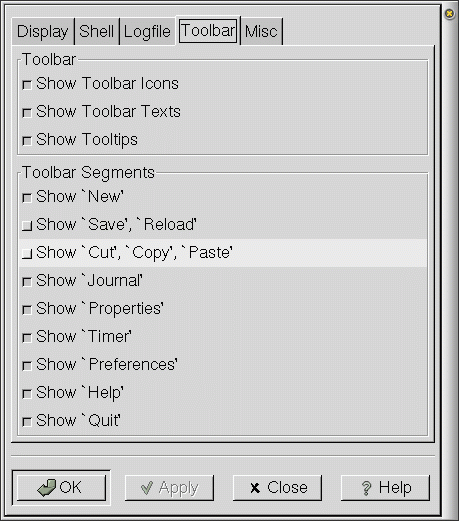 Display Shell Logfile Toolbar Misc
Toolbar
Show Toolbar Icons
Show Toolbar Texts
Show Tooltips
Toolbar Segments
Show `New'
Show `Save', `Reload'
Show `Cut', `Copy', `Paste'
Show `Journal'
Show `Properties'
Show `Timer'
Show `Preferences'
Show `Help'
Show `Quit'
OK Apply Close Help